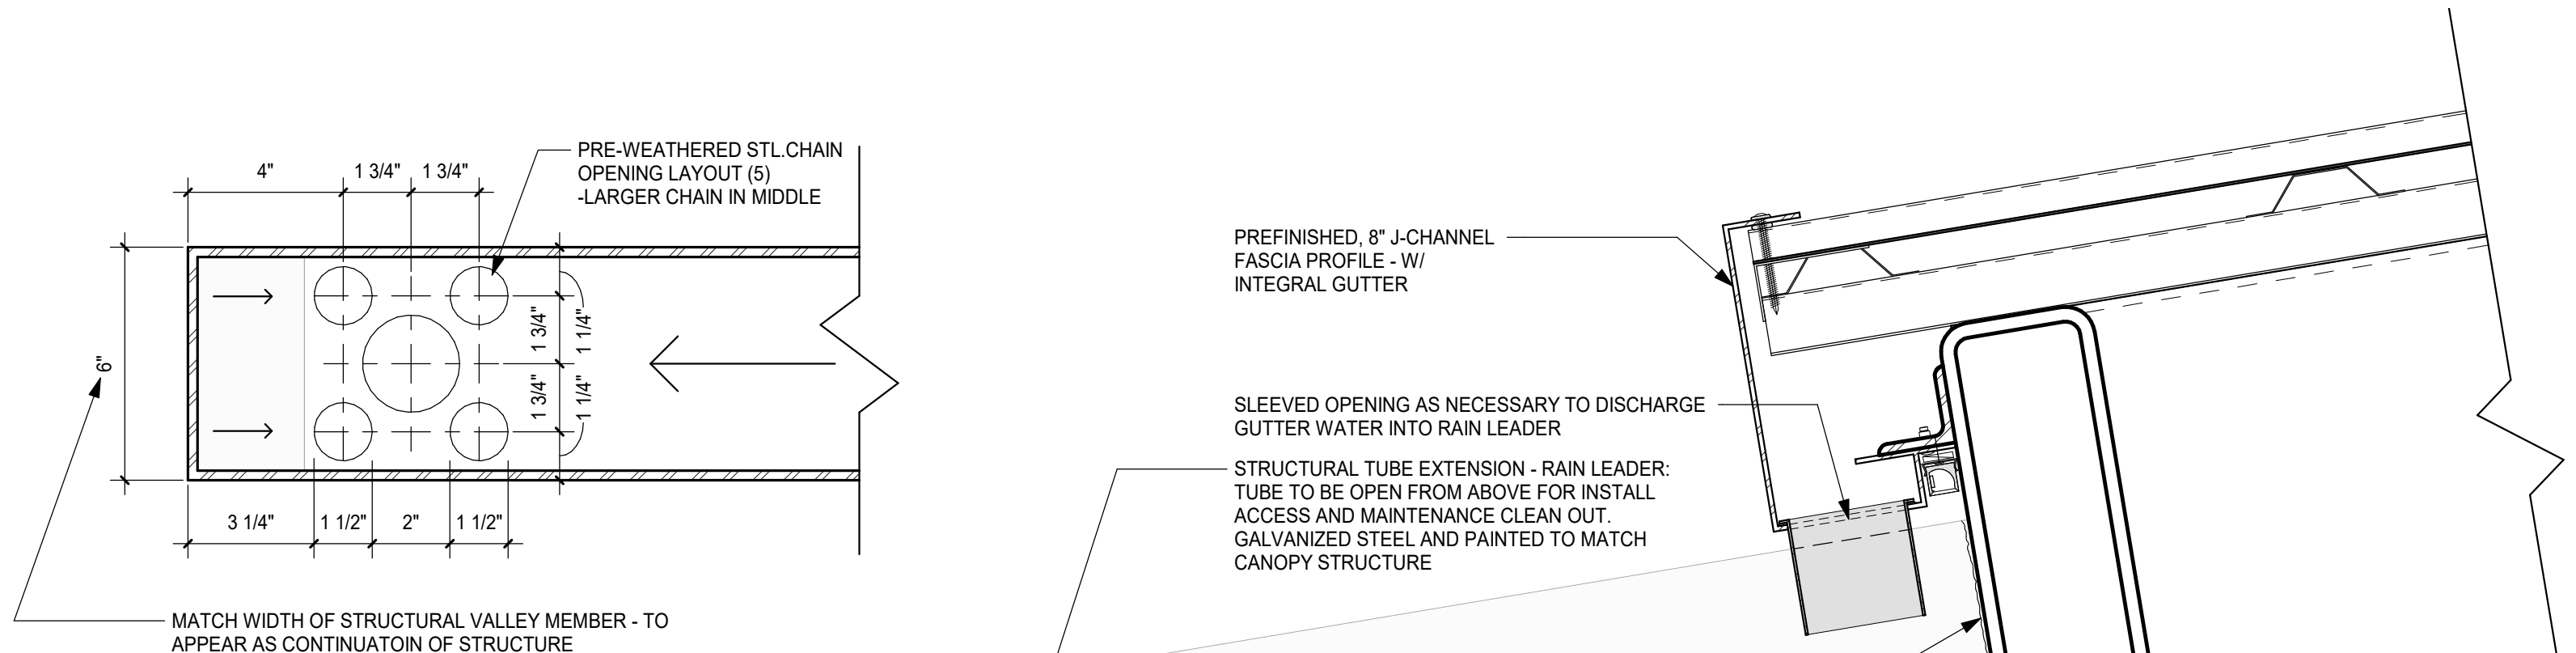 PRE-WEATHERED STL.CHAIN
OPENING LAYOUT (5)
-LARGER CHAIN IN MIDDLE
4"
1 3/4"
1 3/4"
6"
1 3/4"
1 1/4"
1 3/4"
1 1/4"
3 1/4"
1 1/2"
2"
1 1/2"
MATCH WIDTH OF STRUCTURAL VALLEY MEMBER - TO
APPEAR AS CONTINUATOIN OF STRUCTURE
PREFINISHED, 8" J-CHANNEL
FASCIA PROFILE - W/
INTEGRAL GUTTER
SLEEVED OPENING AS NECESSARY TO DISCHARGE
GUTTER WATER INTO RAIN LEADER
STRUCTURAL TUBE EXTENSION - RAIN LEADER:
TUBE TO BE OPEN FROM ABOVE FOR INSTALL
ACCESS AND MAINTENANCE CLEAN OUT.
GALVANIZED STEEL AND PAINTED TO MATCH
CANOPY STRUCTURE